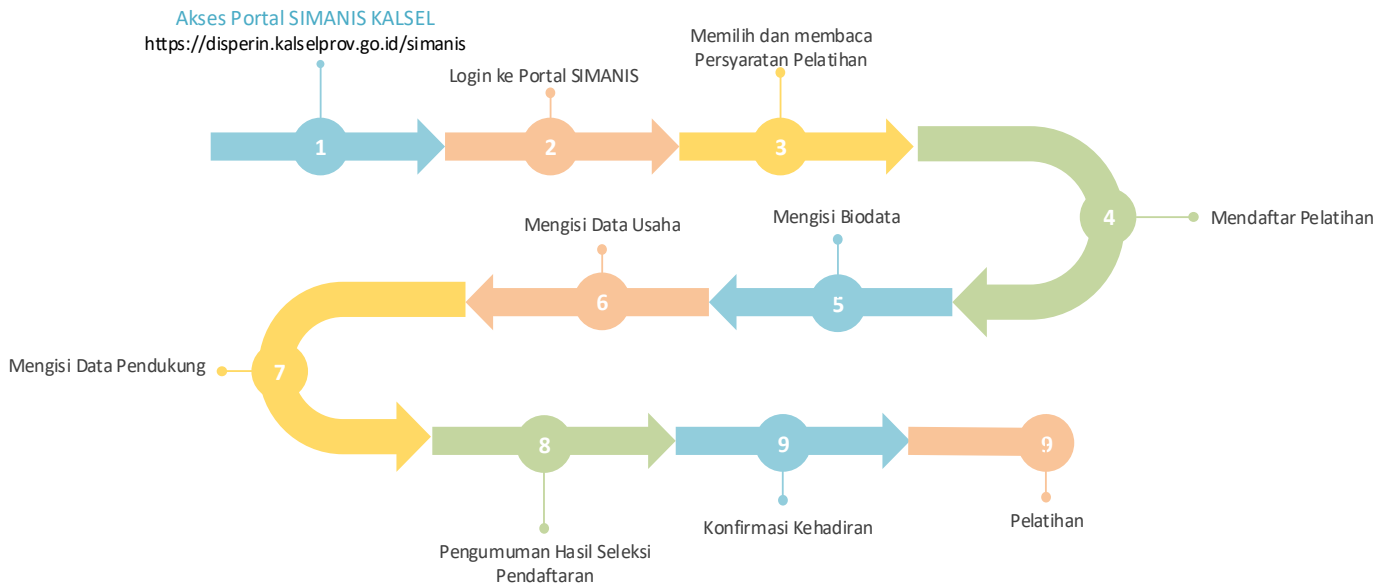 Akses Portal SIMANIS KALSEL
https://disperin.kalselprov.go.id/simanis
1
Login ke Portal SIMANIS
2
Memilih dan membaca
Persyaratan Pelatihan
3
4
Mendaftar Pelatihan
Mengisi Biodata
5
Mengisi Data Usaha
6
Mengisi Data Pendukung
7
8
Pengumuman Hasil Seleksi
Pendaftaran
9
Konfirmasi Kehadiran
9
Pelatihan